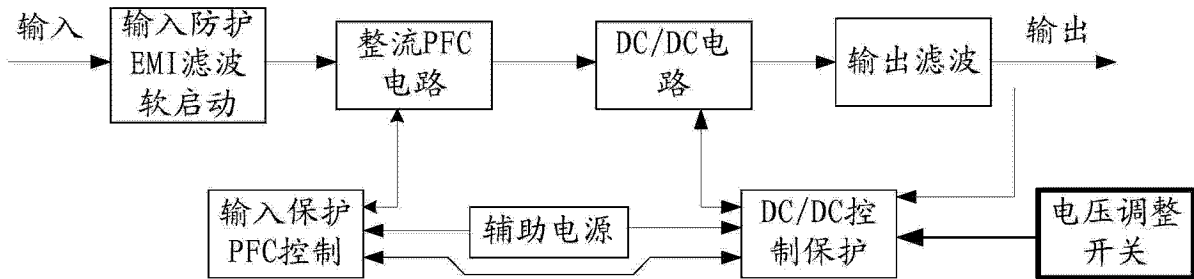 输入
输入防护
EMI滤波
软启动
整流PFC
电路
DC/DC电
路
输出滤波
输出
输入保护
PFC控制
辅助电源
DC/DC控
制保护
电压调整
开关